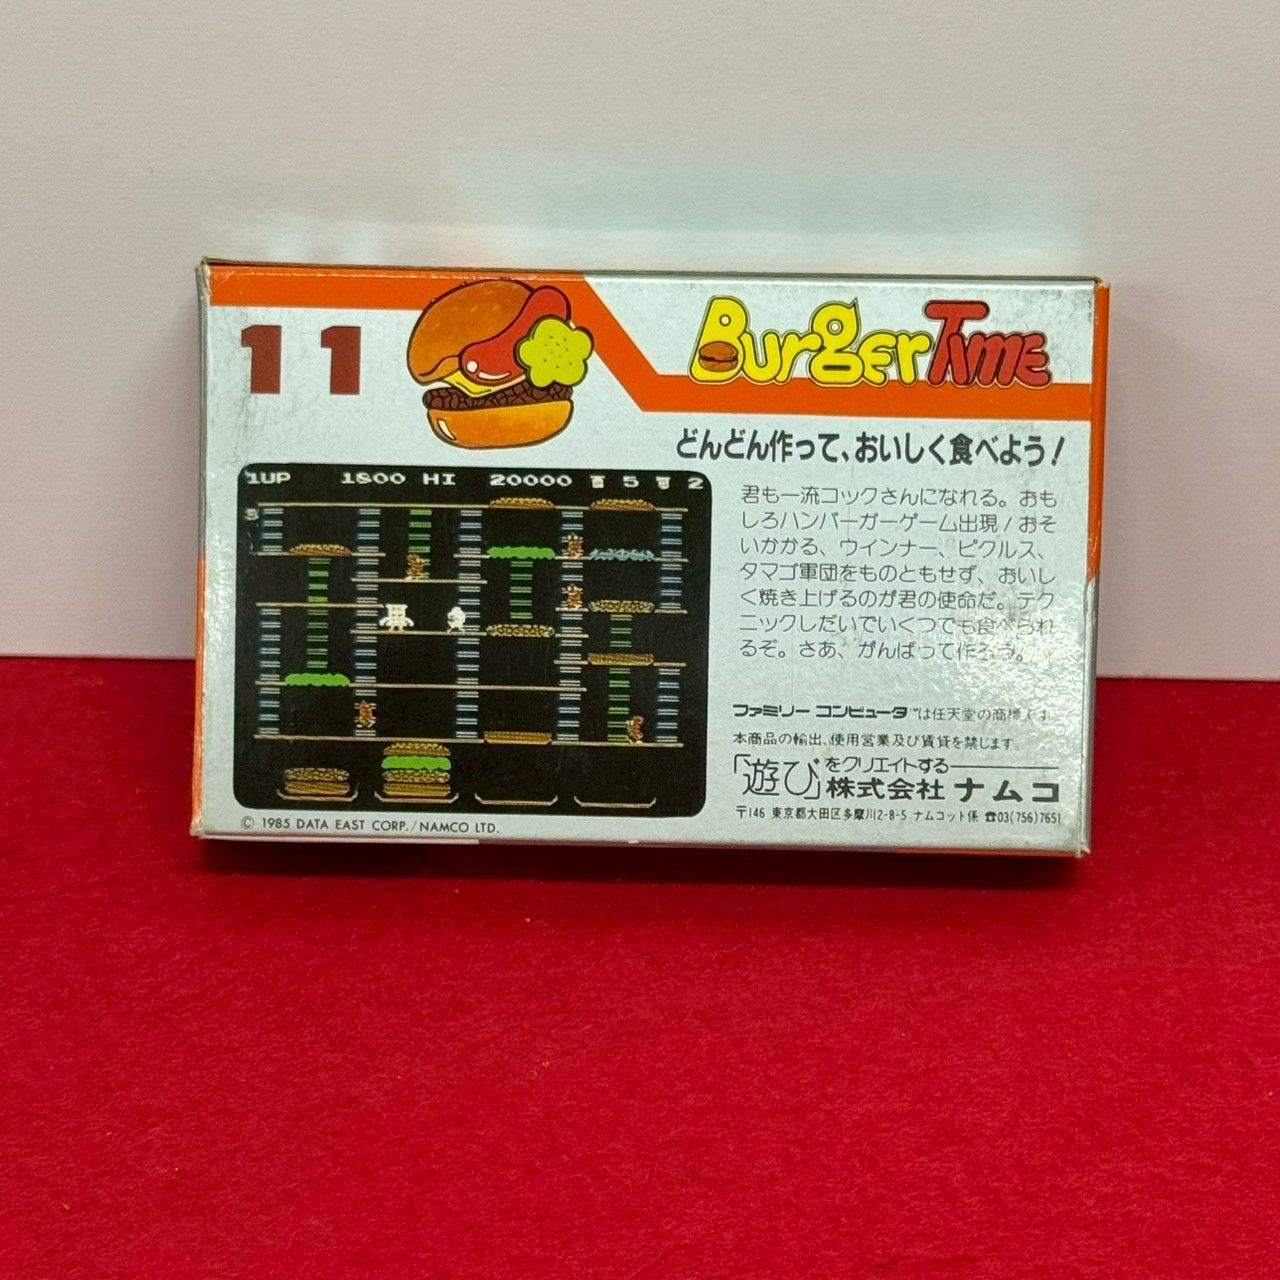 11
BurgerTime
どんどん作って、おいしく食べよう!
1UP 1800 HI 20000 5 2
君も一流コックさんになれる。おも
しろハンバーガーゲーム出現!おそ
いかかる、ウインナー、ピクルス、
タマゴ軍団をものともせず、おいし
く焼き上げるのが君の使命だ。テク
ニックしだいでいくつでも食べられ
るぞ。さあ、がんばって作ろう。
ファミリー コンピュータ™は任天堂の商標です。
本商品の輸出、使用営業及び賃貸を禁じます。
「遊び」をクリエイトする
株式会社 ナムコ
〒146 東京都大田区多摩川2-8-5 ナムコット係 ☎03(756)7651
© 1985 DATA EAST CORP./NAMCO LTD.